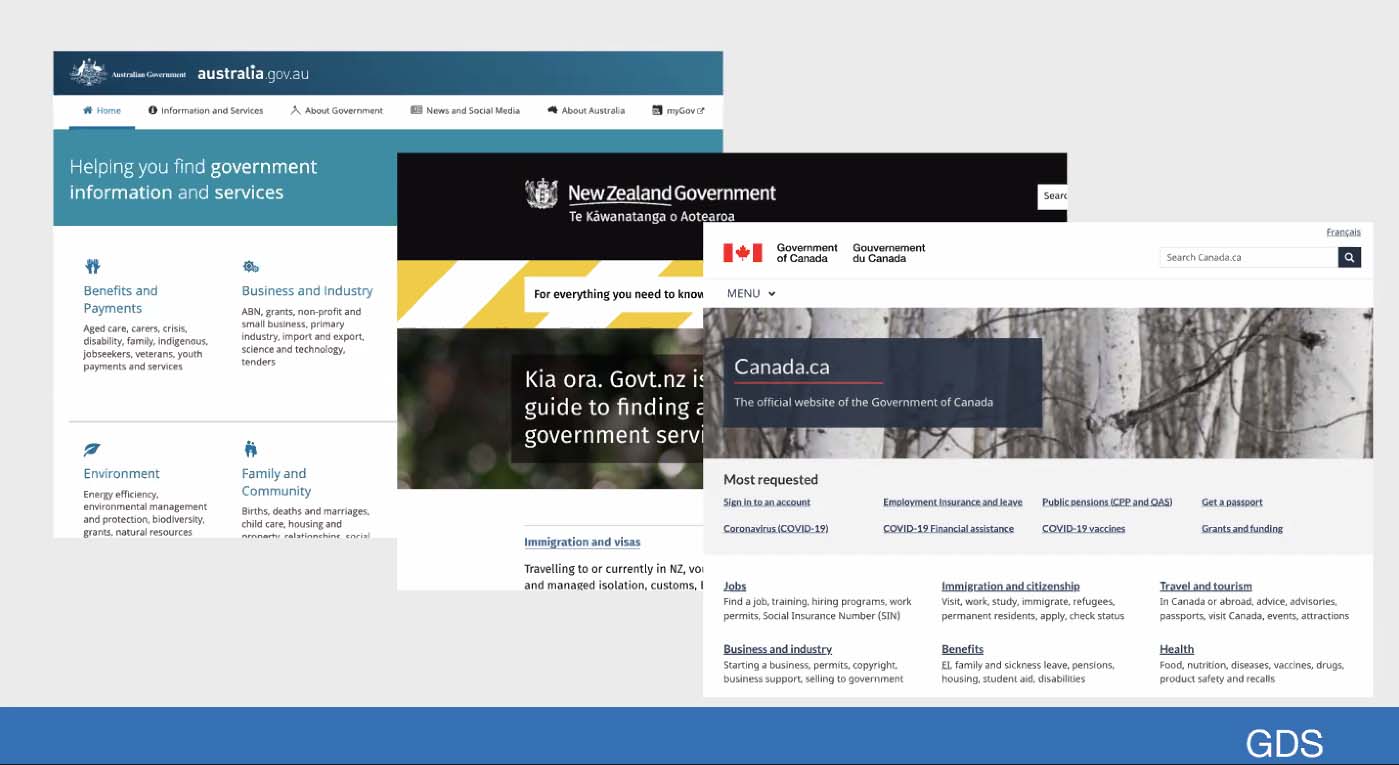 Australian Government
australia.gov.au
Home
Information and Services
About Government
News and Social Media
About Australia
myGov
Helping you find government
information and services
Benefits and
Payments
Aged care, carers, crisis,
disability, family, indigenous,
jobseekers, veterans, youth
payments and services
Business and Industry
ABN, grants, non-profit and
small business, primary
industry, import and export,
science and technology,
tenders
Environment
Energy efficiency,
environmental management
and protection, biodiversity,
grants, natural resources
Family and
Community
Births, deaths and marriages,
child care, housing and
property, relationships, social
New Zealand Government
Te Kāwanatanga o Aotearoa
Searc
For everything you need to know
Kia ora. Govt.nz is
guide to finding a
government servi
Immigration and visas
Travelling to or currently in NZ,
and managed isolation, customs,
Français
Government
of Canada
Gouvernement
du Canada
Search Canada.ca
MENU
Canada.ca
The official website of the Government of Canada
Most requested
Sign in to an account
Employment Insurance and leave
Public pensions (CPP and OAS)
Get a passport
Coronavirus (COVID-19)
COVID-19 Financial assistance
COVID-19 vaccines
Grants and funding
Jobs
Find a job, training, hiring programs, work
permits, Social Insurance Number (SIN)
Immigration and citizenship
Visit, work, study, immigrate, refugees,
permanent residents, apply, check status
Travel and tourism
In Canada or abroad, advice, advisories,
passports, visit Canada, events, attractions
Business and industry
Starting a business, permits, copyright,
business support, selling to government
Benefits
EI, family and sickness leave, pensions,
housing, student aid, disabilities
Health
Food, nutrition, diseases, vaccines, drugs,
product safety and recalls
GDS